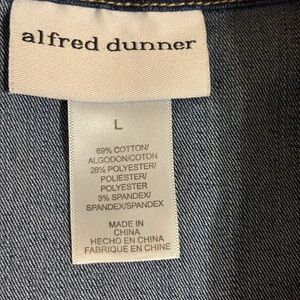 alfred dunner
L
69% COTTON/
ALGODON/COTON
28% POLYESTER/
POLIESTER/
POLYESTER
3% SPANDEX/
SPANDEX/SPANDEX
MADE IN
CHINA
HECHO EN CHINA
FABRIQUE EN CHINE